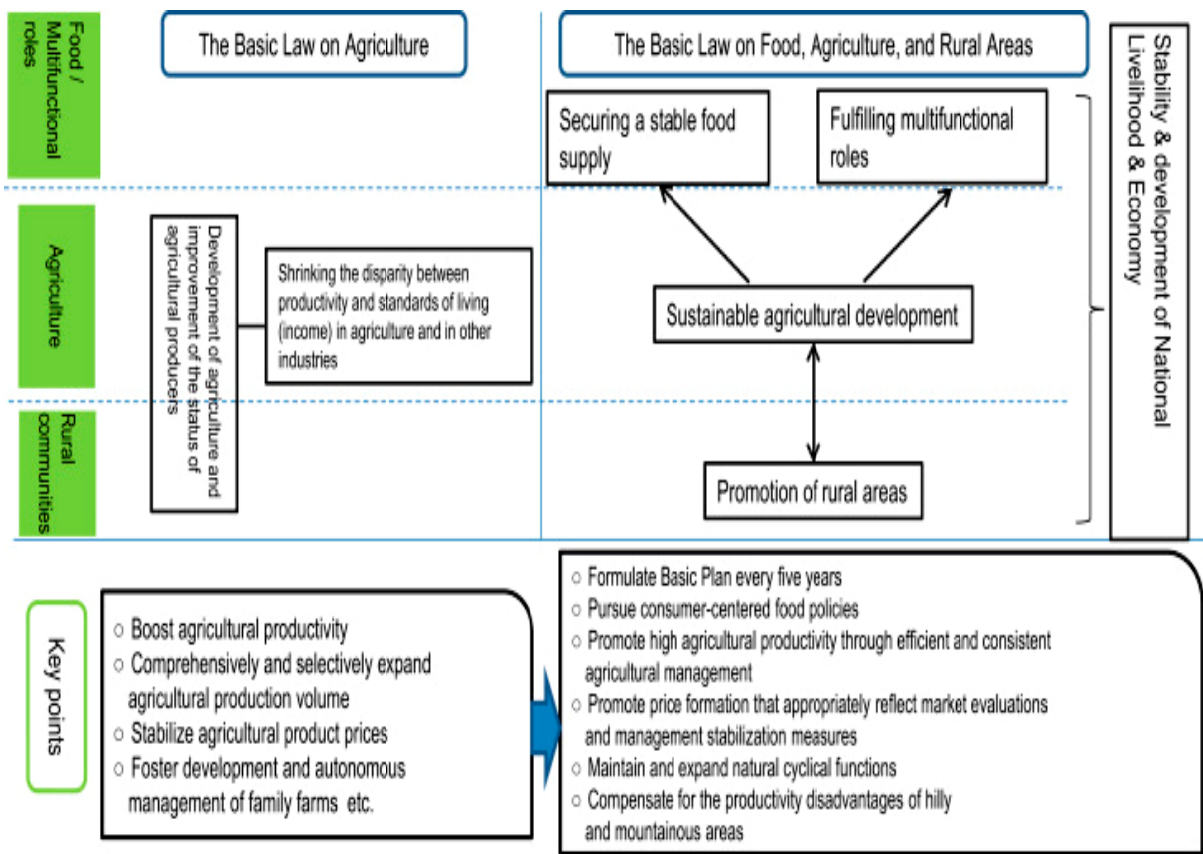 Food /
Multifunctional
roles
The Basic Law on Agriculture
The Basic Law on Food, Agriculture, and Rural Areas
Stability & development of National
Livelihood & Economy
Securing a stable food
supply
Fulfilling multifunctional
roles
Agriculture
Development of agriculture and
improvement of the status of
agricultural producers
Shrinking the disparity between
productivity and standards of living
(income) in agriculture and in other
industries
Sustainable agricultural development
Rural
communities
Promotion of rural areas
Key points
○ Boost agricultural productivity
○ Comprehensively and selectively expand
agricultural production volume
○ Stabilize agricultural product prices
○ Foster development and autonomous
management of family farms etc.
○ Formulate Basic Plan every five years
○ Pursue consumer-centered food policies
○ Promote high agricultural productivity through efficient and consistent
agricultural management
○ Promote price formation that appropriately reflect market evaluations
and management stabilization measures
○ Maintain and expand natural cyclical functions
○ Compensate for the productivity disadvantages of hilly
and mountainous areas